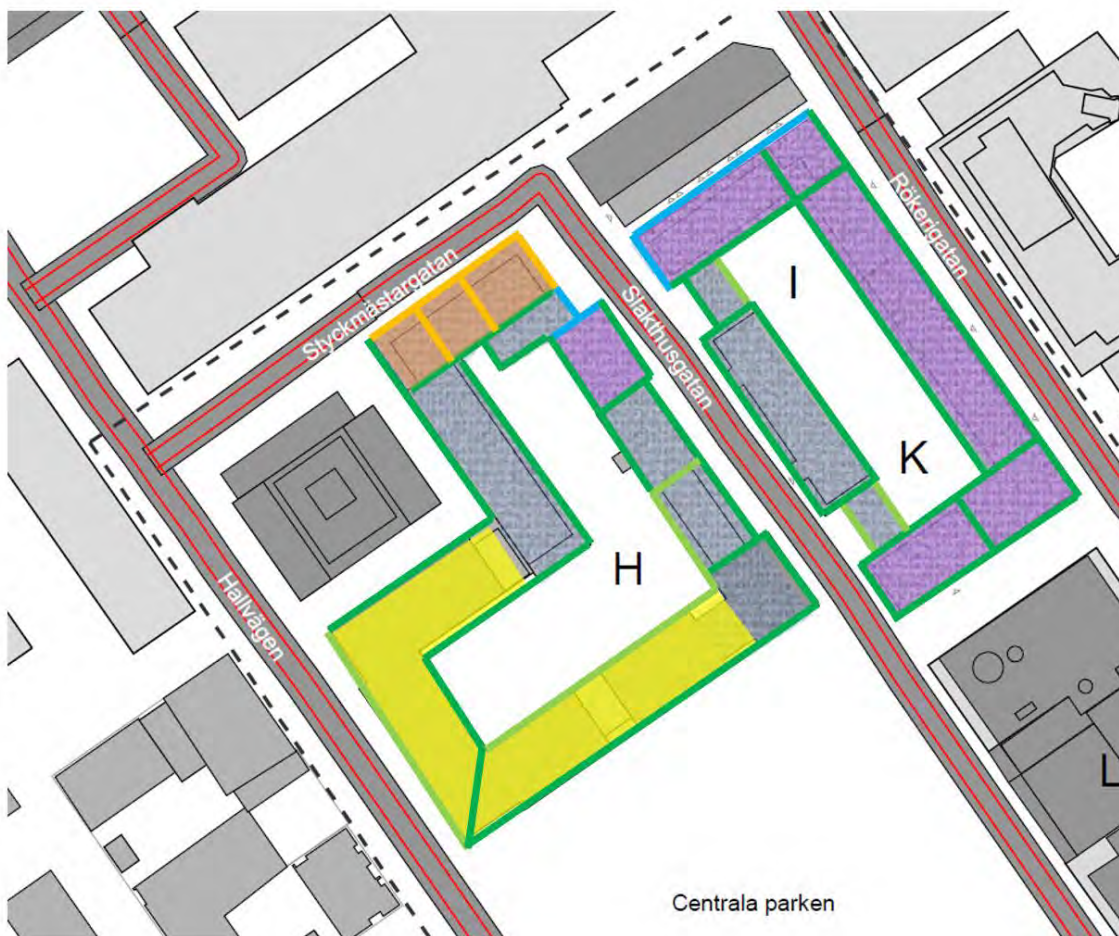 Styckmästargatan
Slakthusgatan
Rökerigatan
I
K
H
Hallvägen
L
Centrala parken